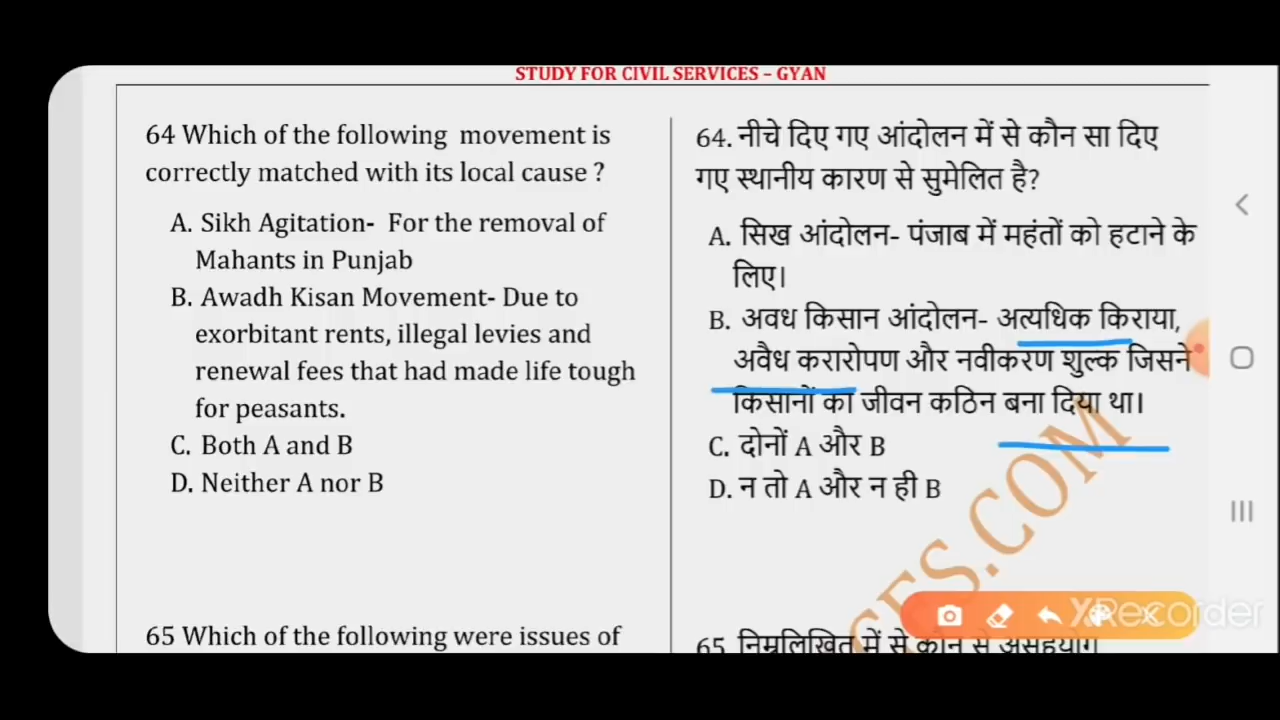 STUDY FOR CIVIL SERVICES – GYAN
64 Which of the following movement is
correctly matched with its local cause ?
A. Sikh Agitation- For the removal of
Mahants in Punjab
B. Awadh Kisan Movement- Due to
exorbitant rents, illegal levies and
renewal fees that had made life tough
for peasants.
C. Both A and B
D. Neither A nor B
65 Which of the following were issues of
64. नीचे दिए गए आंदोलन में से कौन सा दिए
गए स्थानीय कारण से सुमेलित है?
A. सिख आंदोलन- पंजाब में महंतों को हटाने के
लिए।
B. अवध किसान आंदोलन- अत्यधिक किराया,
अवैध करारोपण और नवीकरण शुल्क जिसने
किसानों का जीवन कठिन बना दिया था।
C. दोनों A और B
D. न तो A और न ही B
65 निम्नलिखित में से कौन से असहयोग
CES.COM
XRecorder